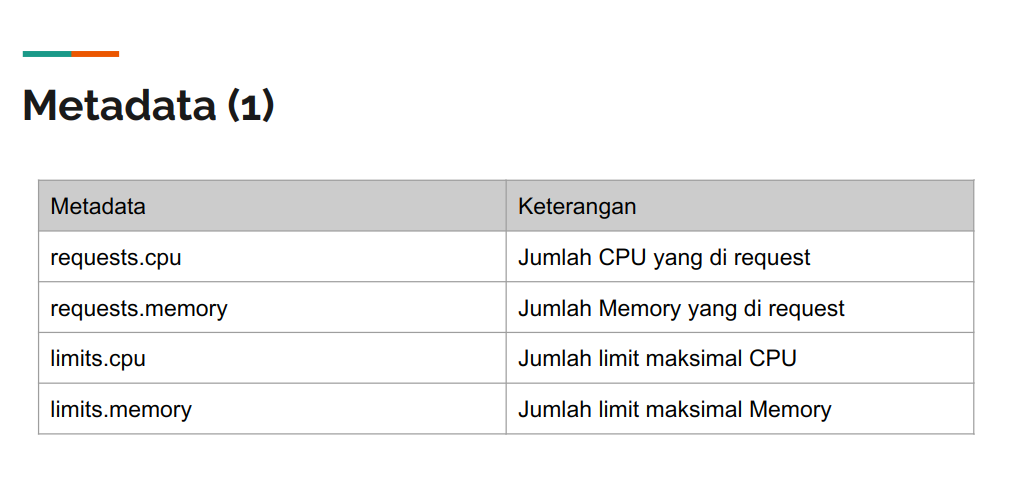 Metadata (1)
Metadata Keterangan
requests.cpu Jumlah CPU yang di request
requests.memory Jumlah Memory yang di request
limits.cpu Jumlah limit maksimal CPU
limits.memory Jumlah limit maksimal Memory